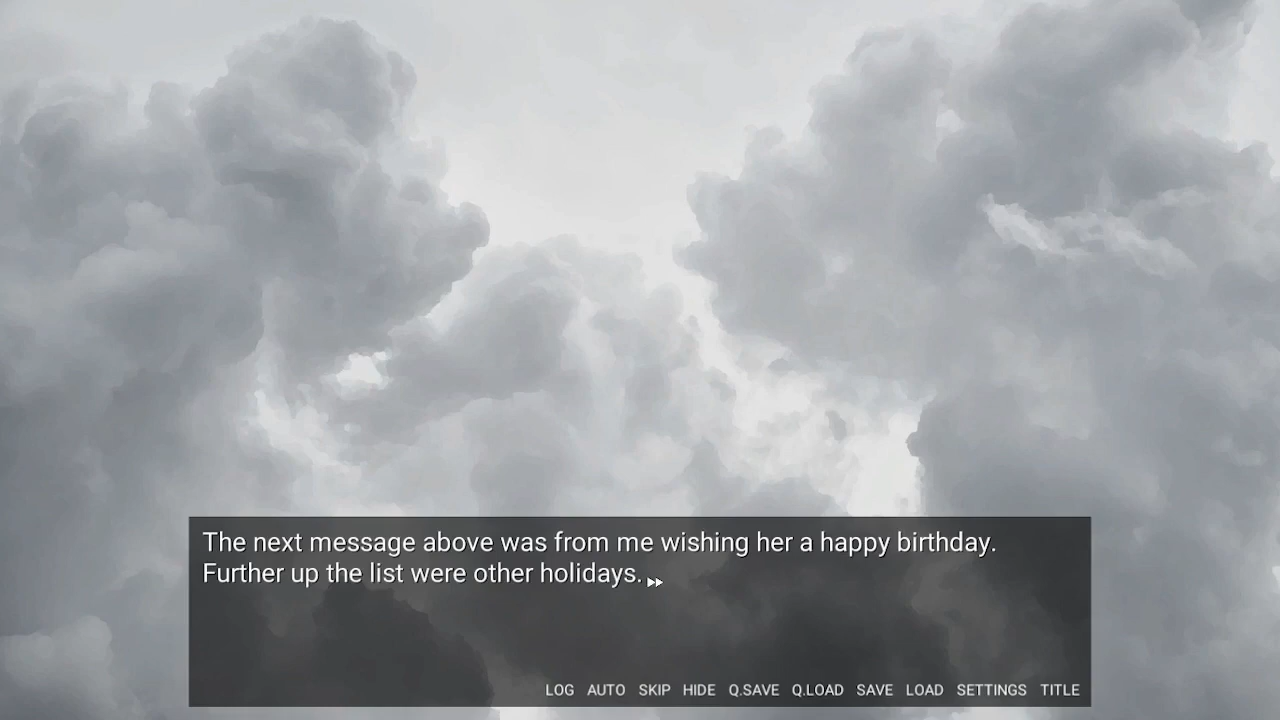 The next message above was from me wishing her a happy birthday.
Further up the list were other holidays.
LOG AUTO SKIP HIDE Q.SAVE Q.LOAD SAVE LOAD SETTINGS TITLE